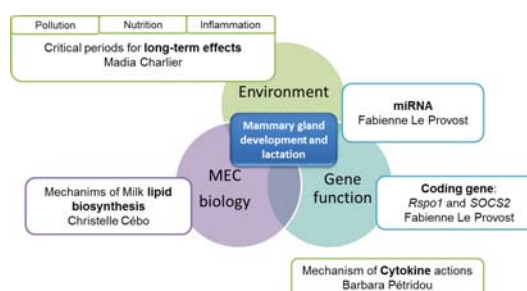 Pollution
Nutrition
Inflammation
Critical periods for long-term effects
Madia Charlier
Environment
miRNA
Fabienne Le Provost
Mammary gland
development and
lactation
MEC
biology
Gene
function
Mechanims of Milk lipid
biosynthesis
Christelle Cébo
Coding gene:
Rspo1 and SOCS2
Fabienne Le Provost
Mechanism of Cytokine actions
Barbara Pétridou